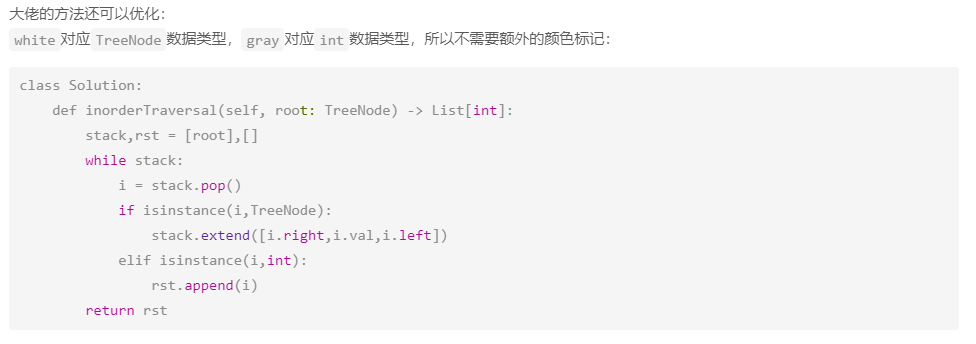 大佬的方法还可以优化：
white 对应 TreeNode 数据类型，gray 对应 int 数据类型，所以不需要额外的颜色标记：
class Solution:
    def inorderTraversal(self, root: TreeNode) -> List[int]:
        stack,rst = [root],[]
        while stack:
            i = stack.pop()
            if isinstance(i,TreeNode):
                stack.extend([i.right,i.val,i.left])
            elif isinstance(i,int):
                rst.append(i)
        return rst